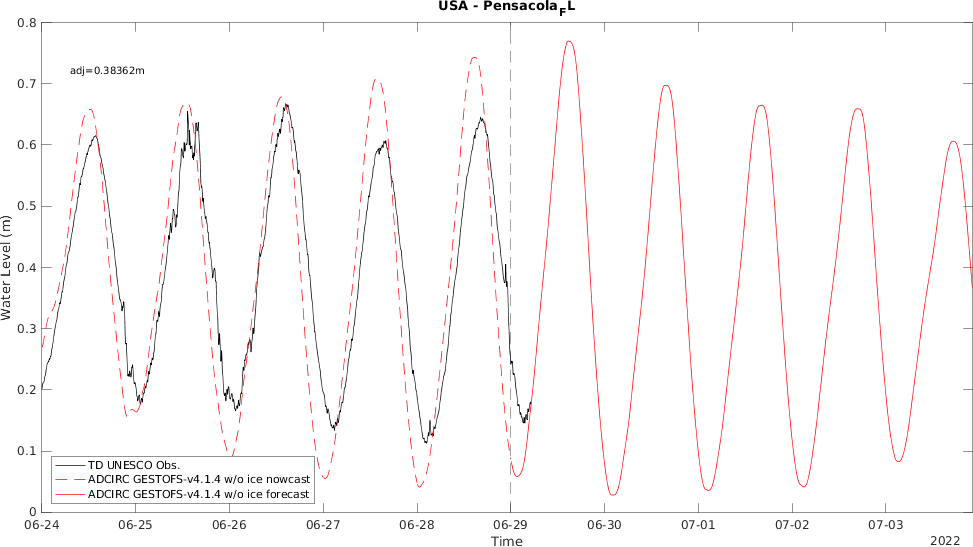 USA - Pensacola_FL
0.8
adj=0.38362m
0.7
0.6
0.5
0.4
0.3
0.2
0.1
0
Water Level (m)
TD UNESCO Obs.
ADCIRC GESTOFS-v4.1.4 w/o ice nowcast
ADCIRC GESTOFS-v4.1.4 w/o ice forecast
06-24 06-25 06-26 06-27 06-28 06-29 06-30 07-01 07-02 07-03
Time
2022